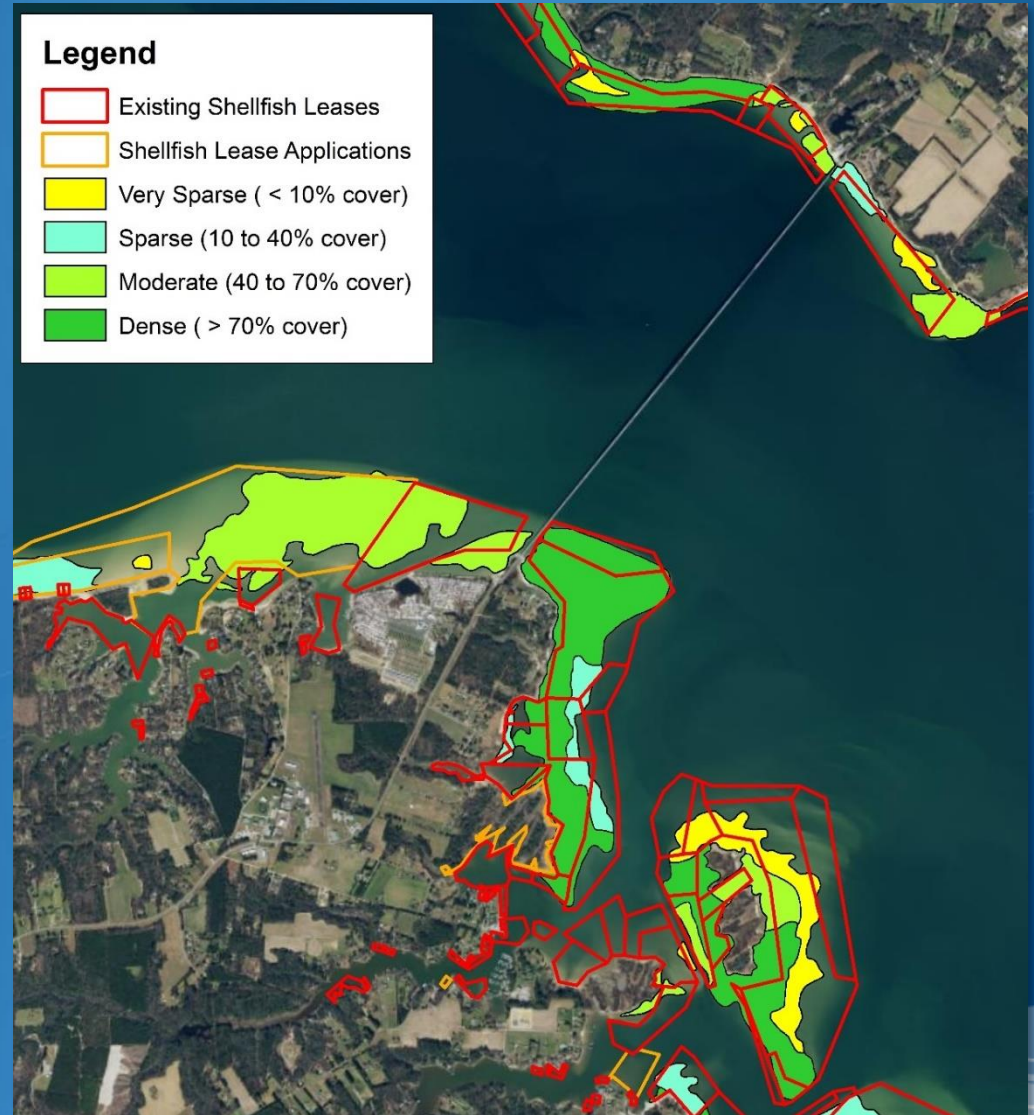 Legend
Existing Shellfish Leases
Shellfish Lease Applications
Very Sparse ( < 10% cover)
Sparse (10 to 40% cover)
Moderate (40 to 70% cover)
Dense ( > 70% cover)